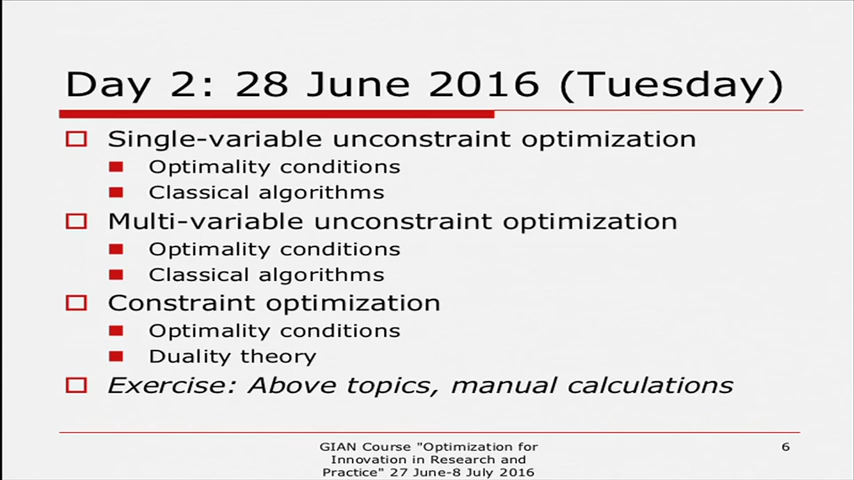 Day 2: 28 June 2016 (Tuesday)
Single-variable unconstraint optimization
Optimality conditions
Classical algorithms
Multi-variable unconstraint optimization
Optimality conditions
Classical algorithms
Constraint optimization
Optimality conditions
Duality theory
Exercise: Above topics, manual calculations
GIAN Course "Optimization for
Innovation in Research and
Practice" 27 June-8 July 2016
6